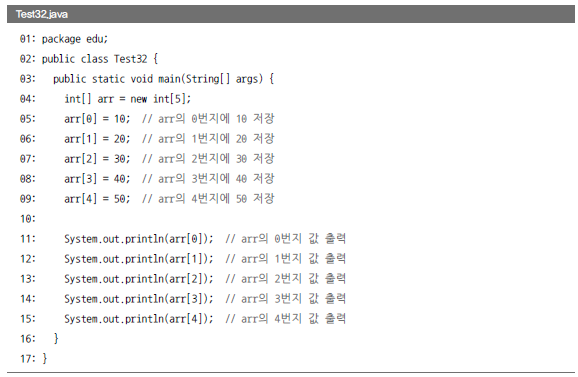 Test32.java
01: package edu;
02: public class Test32 {
03:   public static void main(String[] args) {
04:     int[] arr = new int[5];
05:     arr[0] = 10;  // arr의 0번지에 10 저장
06:     arr[1] = 20;  // arr의 1번지에 20 저장
07:     arr[2] = 30;  // arr의 2번지에 30 저장
08:     arr[3] = 40;  // arr의 3번지에 40 저장
09:     arr[4] = 50;  // arr의 4번지에 50 저장
10:
11:     System.out.println(arr[0]);  // arr의 0번지 값 출력
12:     System.out.println(arr[1]);  // arr의 1번지 값 출력
13:     System.out.println(arr[2]);  // arr의 2번지 값 출력
14:     System.out.println(arr[3]);  // arr의 3번지 값 출력
15:     System.out.println(arr[4]);  // arr의 4번지 값 출력
16:   }
17: }